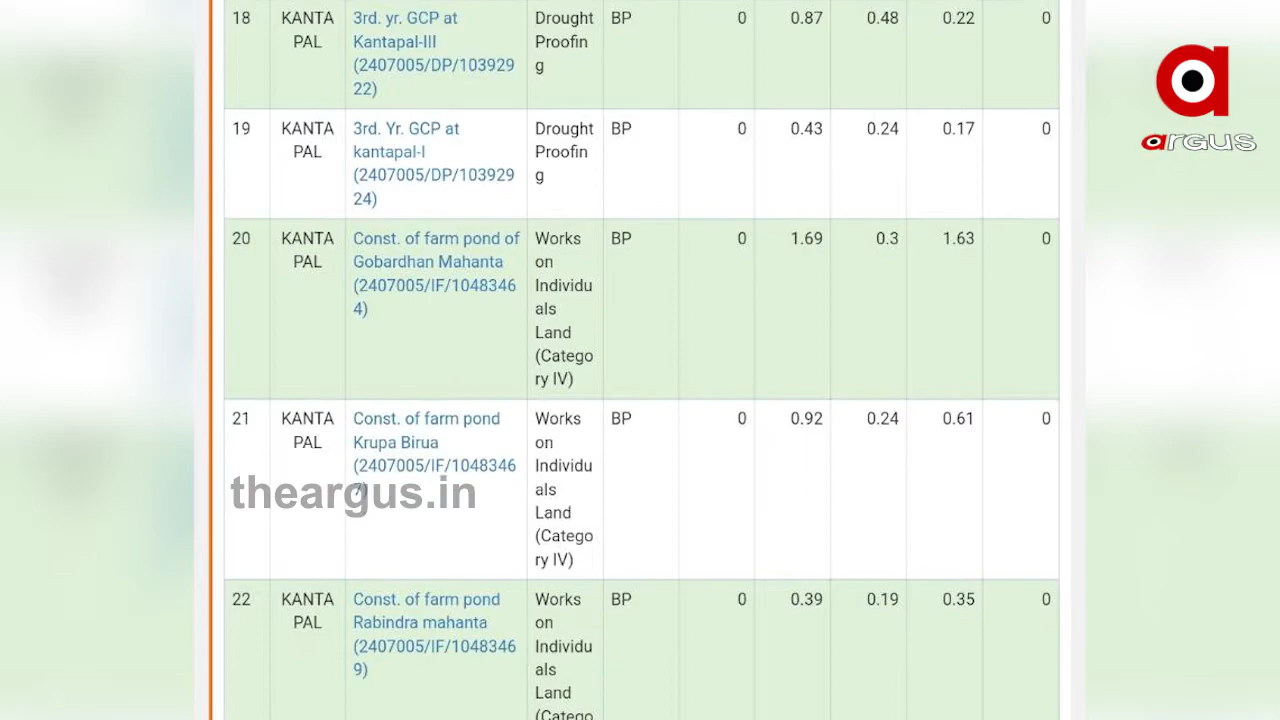 18 KANTA 3rd. yr. GCP at Drought BP 0 0.87 0.48 0.22 0
PAL Kantapal-III Proofin
(2407005/DP/103929 g
22)
19 KANTA 3rd. Yr. GCP at Drought BP 0 0.43 0.24 0.17 0
PAL kantapal-I Proofin
(2407005/DP/103929 g
24)
20 KANTA Const. of farm pond of Works BP 0 1.69 0.3 1.63 0
PAL Gobardhan Mahanta on
(2407005/IF/1048346 Individu
4) als
Land
(Catego
ry IV)
21 KANTA Const. of farm pond Works BP 0 0.92 0.24 0.61 0
PAL Krupa Birua on
(2407005/IF/1048346 Individu
als
Land
(Catego
ry IV)
22 KANTA Const. of farm pond Works BP 0 0.39 0.19 0.35 0
PAL Rabindra mahanta on
(2407005/IF/1048346 Individu
9) als
Land
(Catego
theargus.in
a
argus